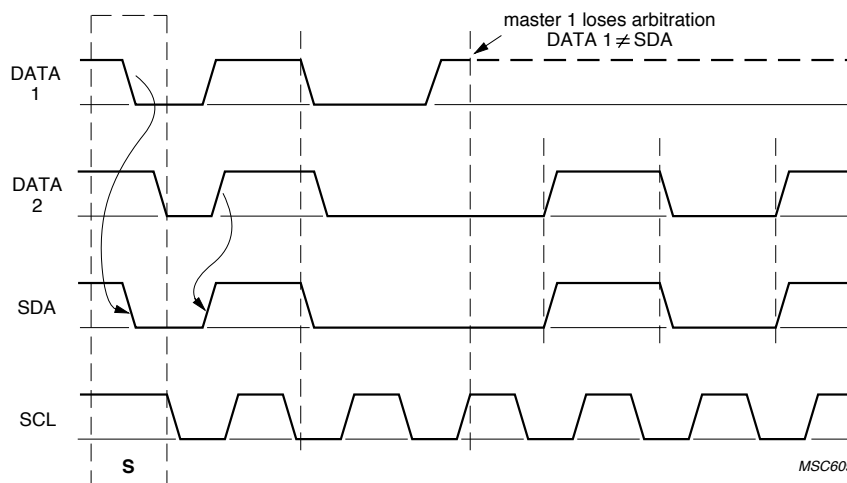 master 1 loses arbitration
DATA 1 ≠ SDA
DATA
1
DATA
2
SDA
SCL
S